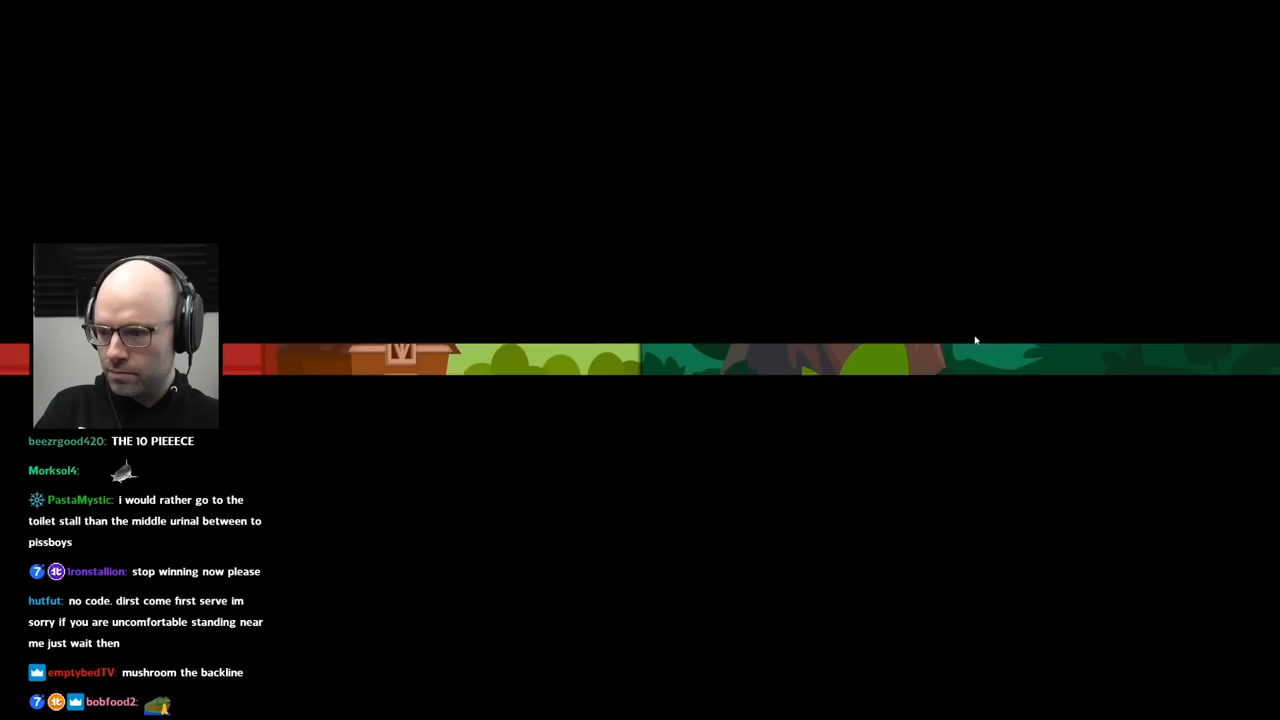 beezrgood420: THE 10 PIEEECE
Morksol4:
PastaMystic: i would rather go to the
toilet stall than the middle urinal between to
pissboys
7 Ironstallion: stop winning now please
hutfut: no code. dirst come first serve im
sorry if you are uncomfortable standing near
me just wait then
emptybedTV: mushroom the backline
7 bobfood2: